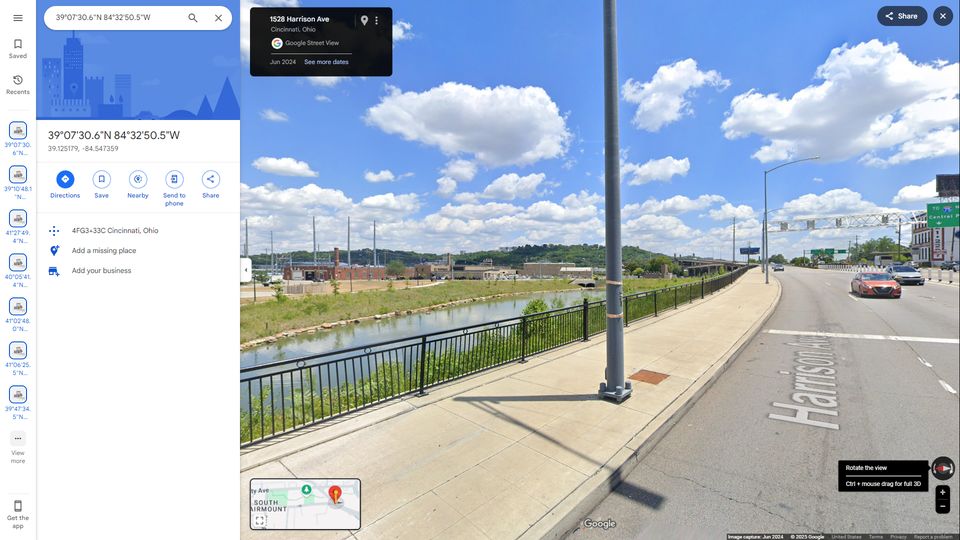 39°07'30.6"N 84°32'50.5"W
Saved
Recents
39°07'30.
6"N...
39°10'48.1
"N...
41°27'49.
4"N...
40°05'41.
4"N...
41°02'48.
0"N...
41°06'25.
5"N...
39°47'34.
5"N...
View
more
Get the
app
39°07'30.6"N 84°32'50.5"W
39.125179, -84.547359
Directions
Save
Nearby
Send to
phone
Share
4FG3+33C Cincinnati, Ohio
Add a missing place
Add your business
1528 Harrison Ave
Cincinnati, Ohio
Google Street View
Jun 2024 See more dates
Share
Central P
Harrison Ave
ty Ave
SOUTH
AIRMOUNT
Rotate the view
Ctrl + mouse drag for full 3D
Google
Image capture: Jun 2024 © 2025 Google United States Terms Privacy Report a problem